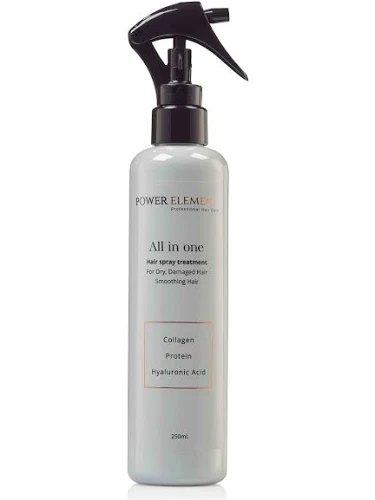 POWER ELEMEN
Professional Hair Care
All in one
Hair spray treatment
For Dry, Damaged Hair
Smoothing Hair
Collagen
Protein
Hyaluronic Acid
250mL